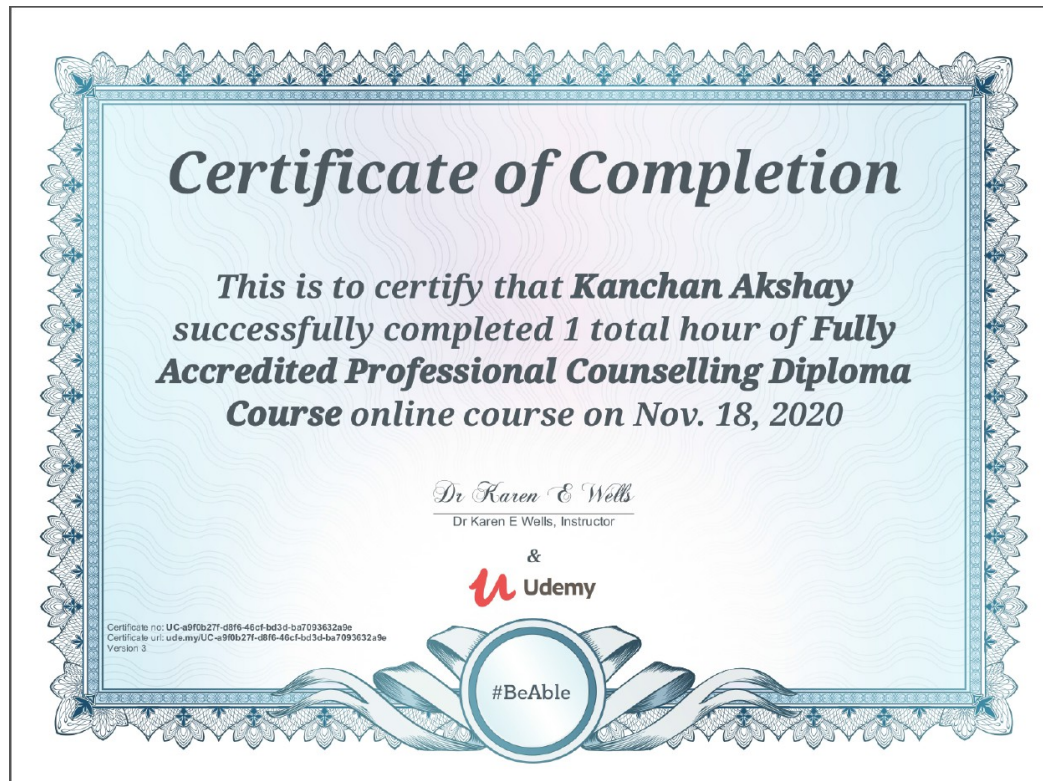 Certificate of Completion
This is to certify that Kanchan Akshay
successfully completed 1 total hour of Fully
Accredited Professional Counselling Diploma
Course online course on Nov. 18, 2020
Dr Karen E Wells
Dr Karen E Wells, Instructor
&
Udemy
Certificate no: UC-a9f0b27f-d8f6-46cf-bd3d-ba7093632a9e
Certificate url: ude.my/UC-a9f0b27f-d8f6-46cf-bd3d-ba7093632a9e
Version 3
#BeAble